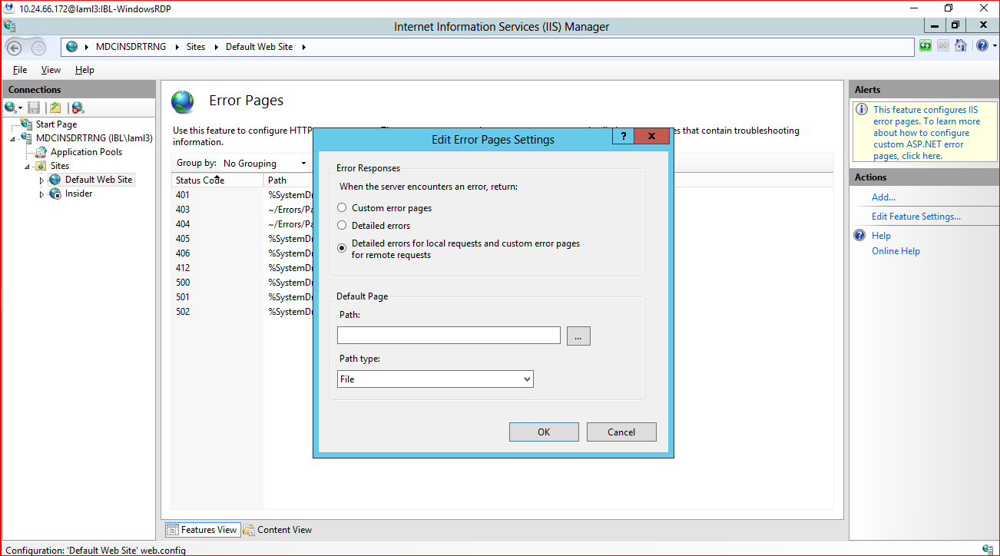 10.24.66.172@laml3:IBL-WindowsRDP
Internet Information Services (IIS) Manager
MDCINSDRTRNG Sites Default Web Site
File View Help
Connections
Start Page
MDCINSDRTRNG (IBL\laml3)
Application Pools
Sites
Default Web Site
Insider
Error Pages
Use this feature to configure HTTP
es that contain troubleshooting
information.
Group by: No Grouping
Status Code Path
401 %SystemDr
403 ~/Errors/Pa
404 ~/Errors/Pa
405 %SystemDr
406 %SystemDr
412 %SystemDr
500 %SystemDr
501 %SystemDr
502 %SystemDr
Edit Error Pages Settings
?
Error Responses
When the server encounters an error, return:
Custom error pages
Detailed errors
Detailed errors for local requests and custom error pages
for remote requests
Default Page
Path:
...
Path type:
File
OK Cancel
Features View Content View
Alerts
This feature configures IIS
error pages. To learn more
about how to configure
custom ASP.NET error
pages, click here.
Actions
Add...
Edit Feature Settings...
Help
Online Help
Configuration: 'Default Web Site' web.config